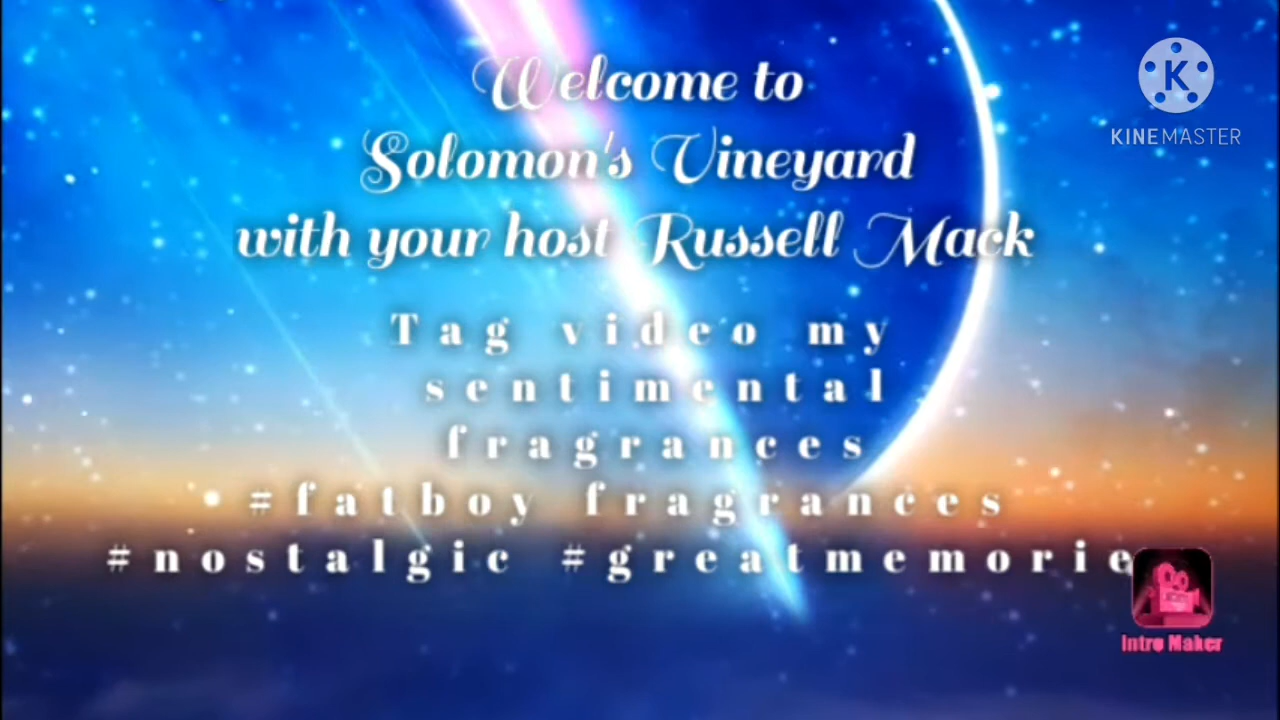 Welcome to
Solomon's Vineyard
with your host Russell Mack
Tag video my
sentimental
fragrances
#fatboy fragrances
#nostalgic #greatmemorie
K
KINEMASTER
Intro Maker